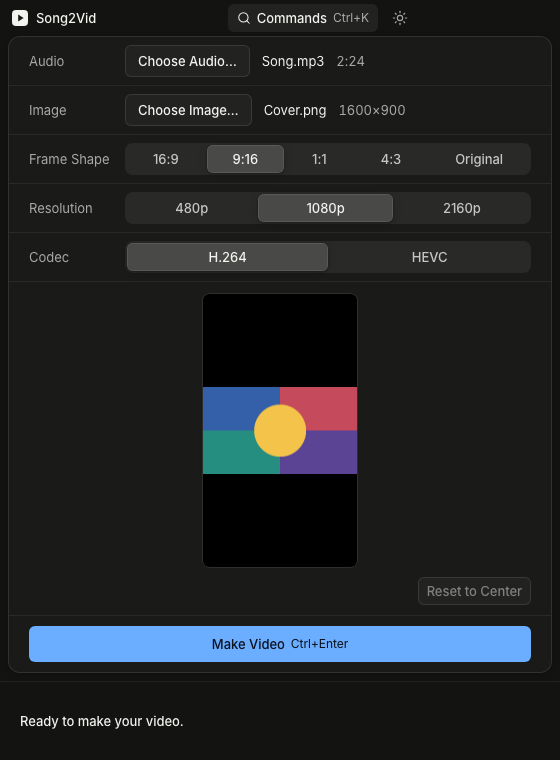 Song2Vid
Commands Ctrl+K
Audio Choose Audio... Song.mp3 2:24
Image Choose Image... Cover.png 1600×900
Frame Shape 16:9 9:16 1:1 4:3 Original
Resolution 480p 1080p 2160p
Codec H.264 HEVC
Reset to Center
Make Video Ctrl+Enter
Ready to make your video.